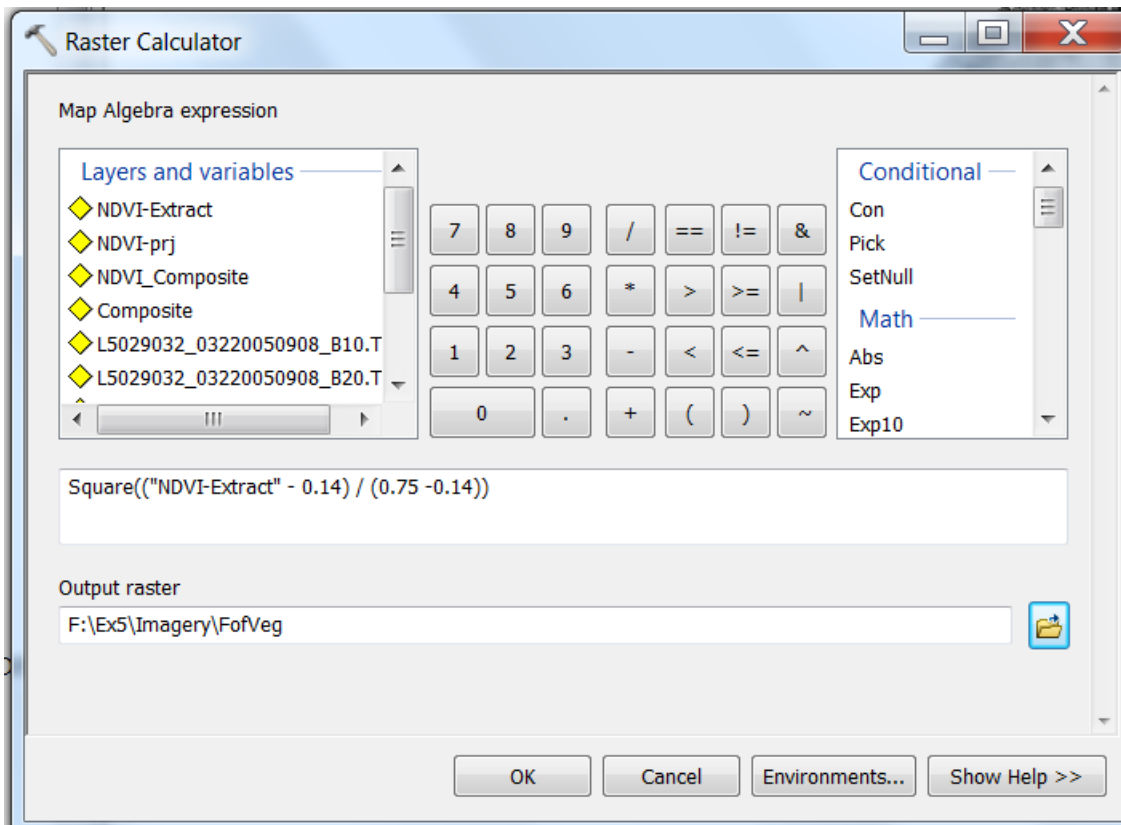 Raster Calculator
Map Algebra expression
Layers and variables
NDVI-Extract
NDVI-prj
NDVI_Composite
Composite
L5029032_03220050908_B10.T
L5029032_03220050908_B20.T
7 8 9 / == != &
4 5 6 * > >= |
1 2 3 - < <= ^
0 . + ( ) ~
Conditional
Con
Pick
SetNull
Math
Abs
Exp
Exp10
Square(("NDVI-Extract" - 0.14) / (0.75 -0.14))
Output raster
F:\Ex5\Imagery\FofVeg
OK Cancel Environments... Show Help >>